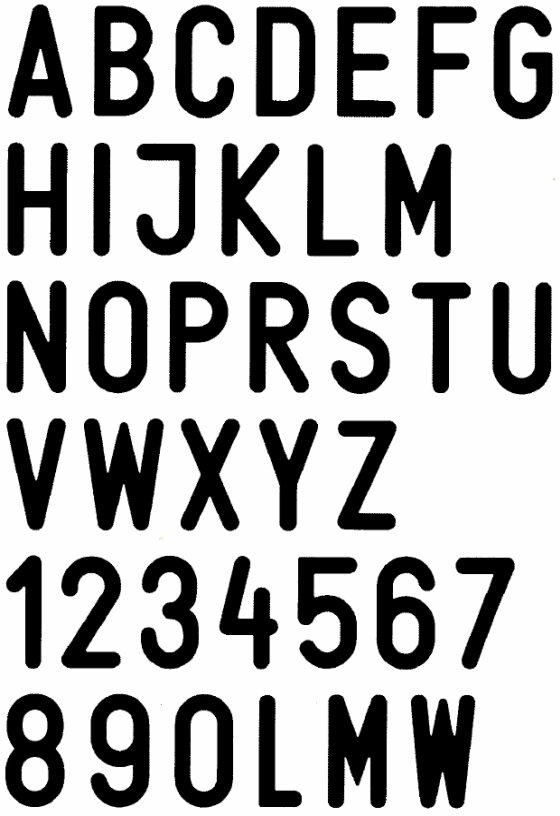 ABCDEFG
HIJKLM
NOPRSTU
VWXYZ
1234567
890LMW